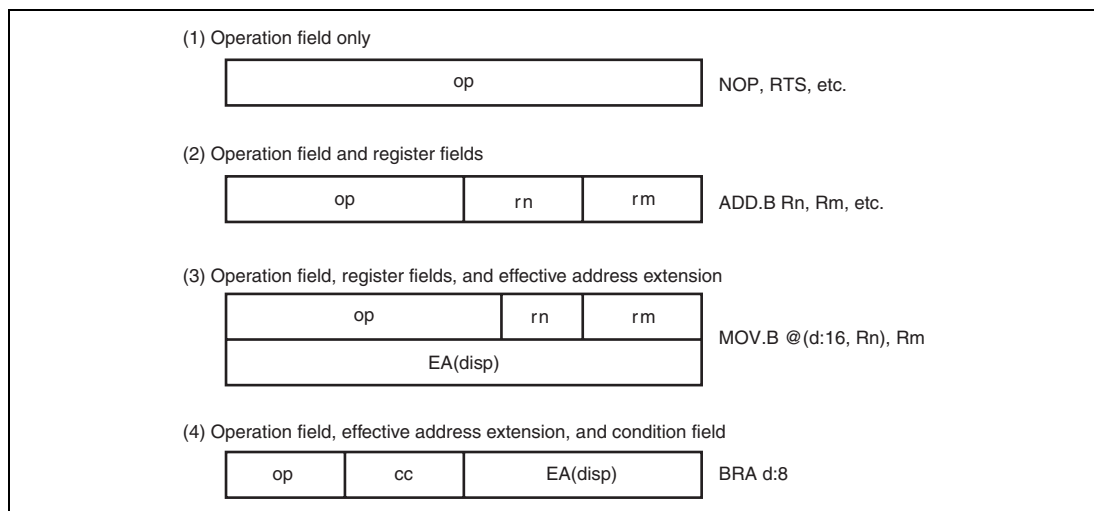 (1) Operation field only
op
NOP, RTS, etc.
(2) Operation field and register fields
op rn rm
ADD.B Rn, Rm, etc.
(3) Operation field, register fields, and effective address extension
op rn rm
EA(disp)
MOV.B @(d:16, Rn), Rm
(4) Operation field, effective address extension, and condition field
op cc EA(disp)
BRA d:8